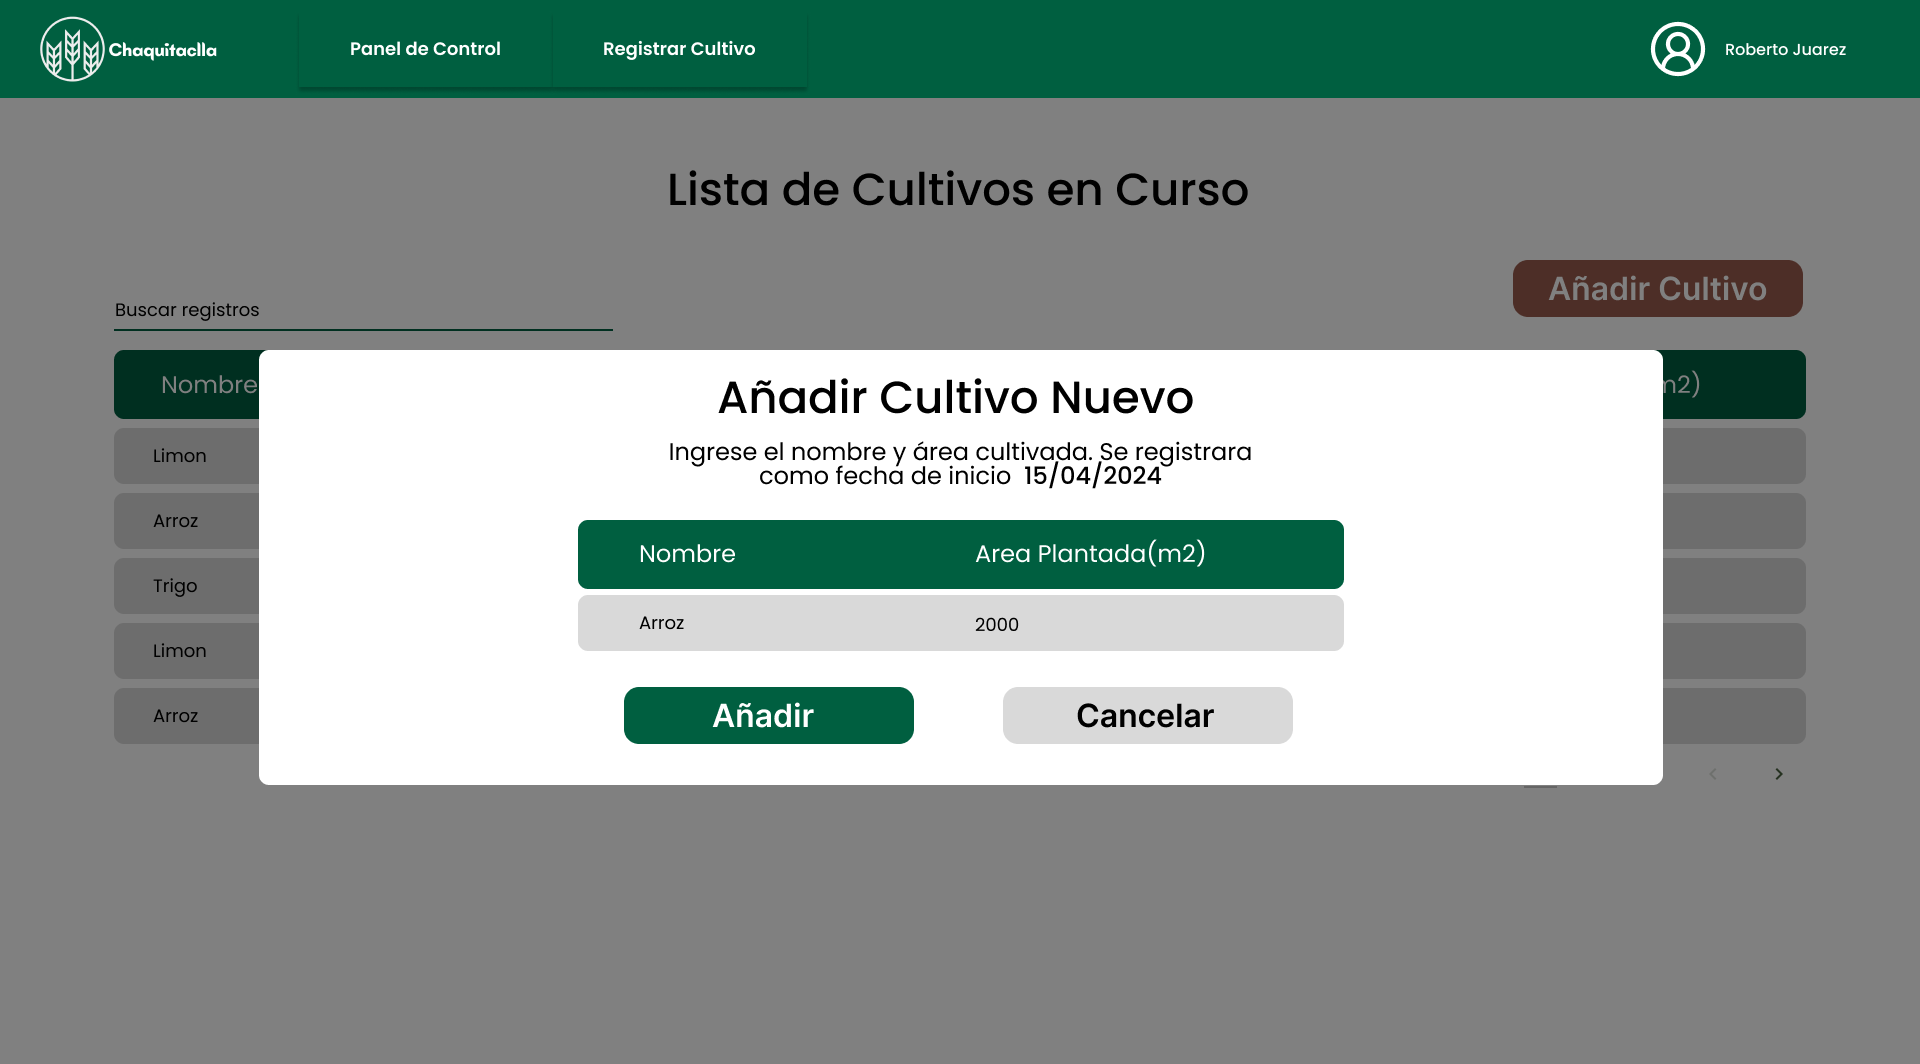 Chaquitaclla
Panel de Control
Registrar Cultivo
Roberto Juarez
Lista de Cultivos en Curso
Añadir Cultivo
Buscar registros
Nombre
m2)
Limon
Arroz
Trigo
Limon
Arroz
Añadir Cultivo Nuevo
Ingrese el nombre y área cultivada. Se registrara
como fecha de inicio 15/04/2024
Nombre Area Plantada(m2)
Arroz 2000
Añadir Cancelar